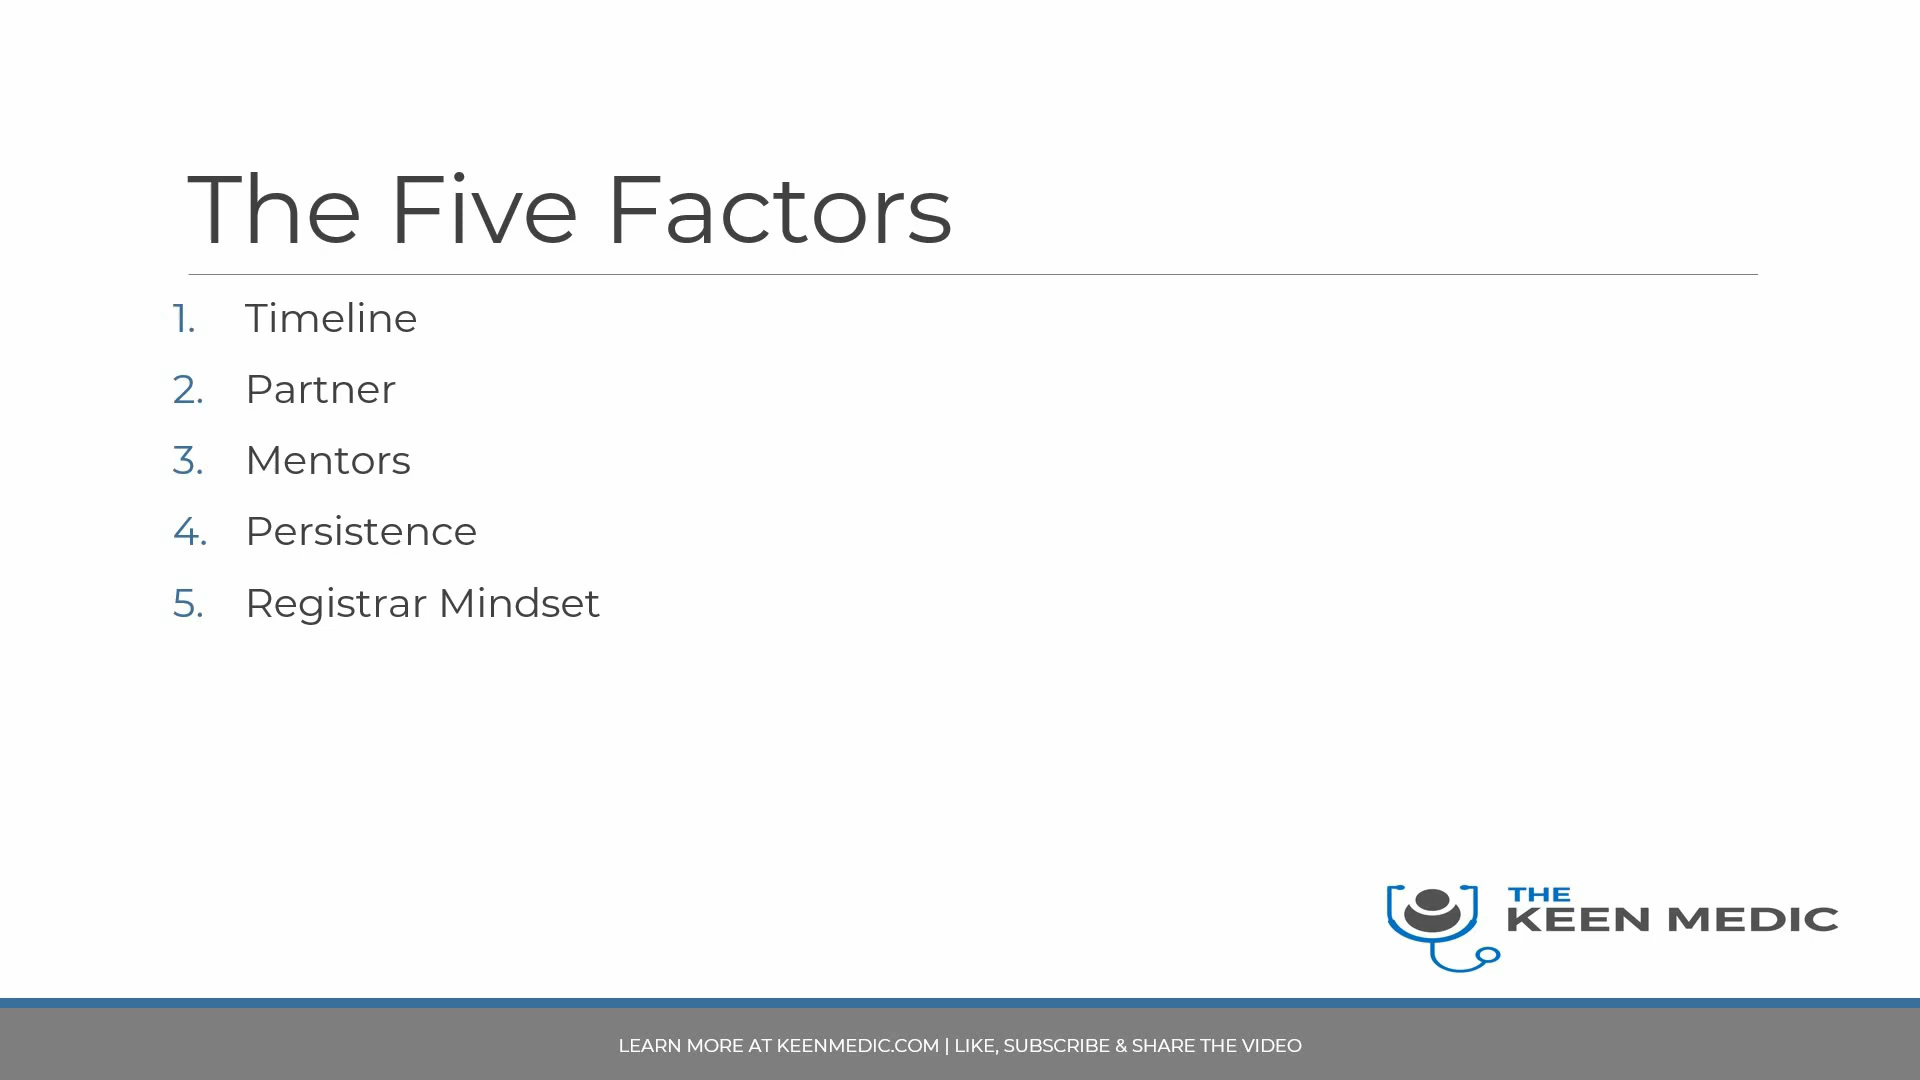 The Five Factors
1. Timeline
2. Partner
3. Mentors
4. Persistence
5. Registrar Mindset
THE
KEEN MEDIC
LEARN MORE AT KEENMEDIC.COM | LIKE, SUBSCRIBE & SHARE THE VIDEO